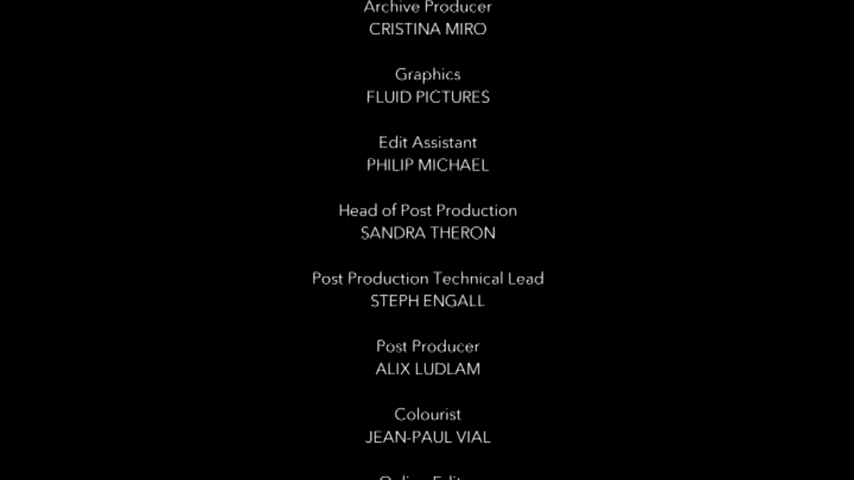 Archive Producer
CRISTINA MIRO
Graphics
FLUID PICTURES
Edit Assistant
PHILIP MICHAEL
Head of Post Production
SANDRA THERON
Post Production Technical Lead
STEPH ENGALL
Post Producer
ALIX LUDLAM
Colourist
JEAN-PAUL VIAL